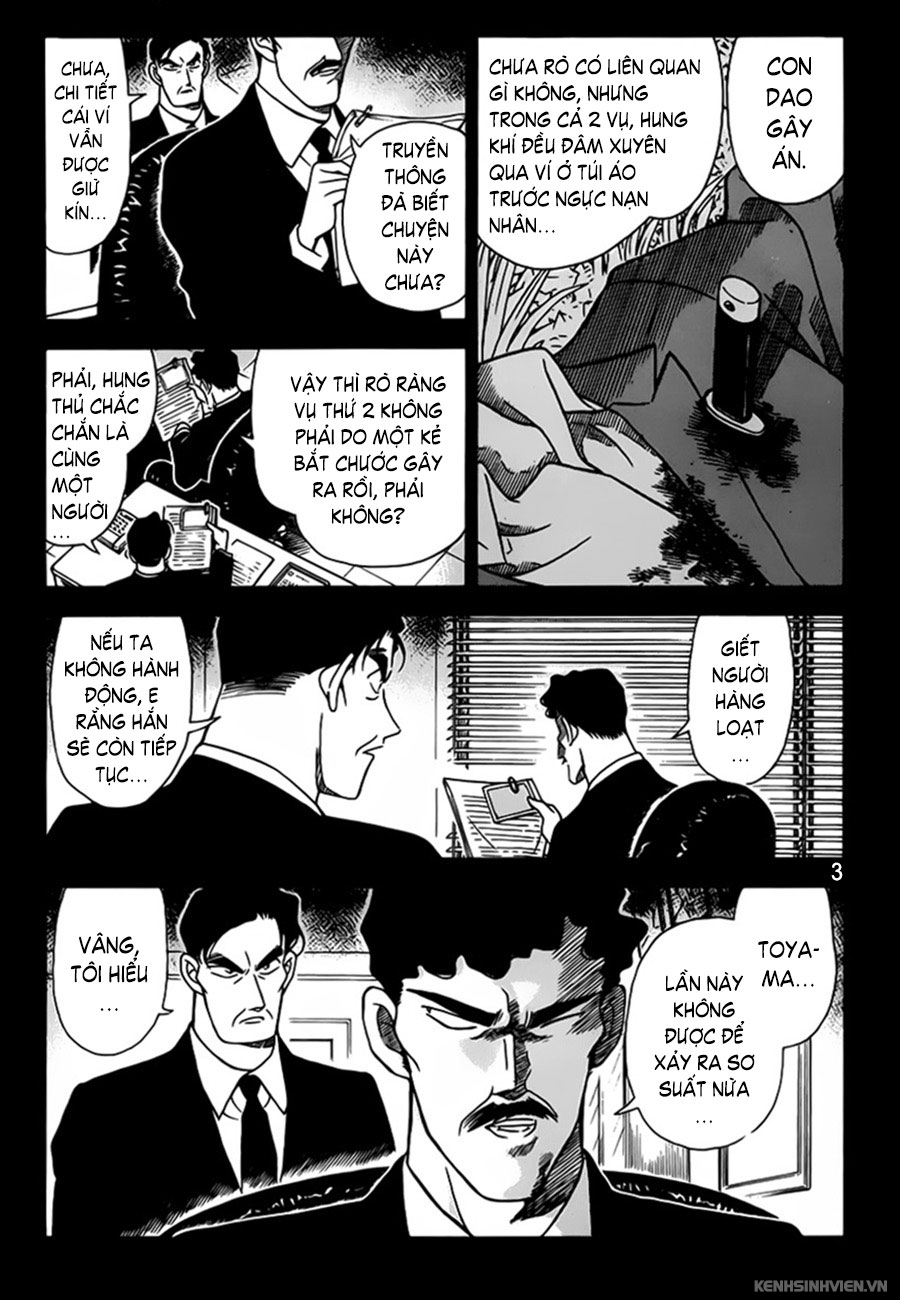 CON
DAO
GÂY
ÁN.
CHƯA RÕ CÓ LIÊN QUAN
GÌ KHÔNG, NHƯNG
TRONG CẢ 2 VỤ, HUNG
KHÍ ĐỀU ĐÂM XUYÊN
QUA VÍ Ở TÚI ÁO
TRƯỚC NGỰC NẠN
NHÂN...
TRUYỀN
THÔNG
ĐÃ BIẾT
CHUYỆN
NÀY
CHƯA?
CHƯA,
CHI TIẾT
CÁI VÍ
VẨN
ĐƯỢC
GIỮ
KÍN...
VẬY THÌ RÕ RÀNG
VỤ THỨ 2 KHÔNG
PHẢI DO MỘT KẺ
BẮT CHƯỚC GÂY
RA RỒI, PHẢI
KHÔNG?
PHẢI, HUNG
THỦ CHẮC
CHẮN LÀ
CÙNG
MỘT
NGƯỜI
...
GIẾT
NGƯỜI
HÀNG
LOẠT
...
NẾU TA
KHÔNG HÀNH
ĐỘNG, E
RẰNG HẮN
SẼ CÒN TIẾP
TỤC...
3
TOYA-
MA...
LẦN NÀY
KHÔNG
ĐƯỢC ĐỂ
XẢY RA SƠ
SUẤT NỮA
...
VÂNG,
TÔI HIỂU
...
KENHSINHVIEN.VN